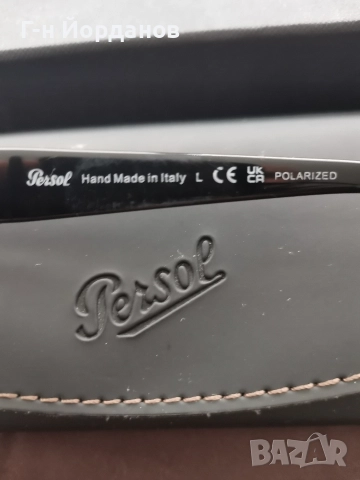 Г-н Йорданов
Persol Hand Made in Italy L CE UK CA POLARIZED
Persol
BAZAR